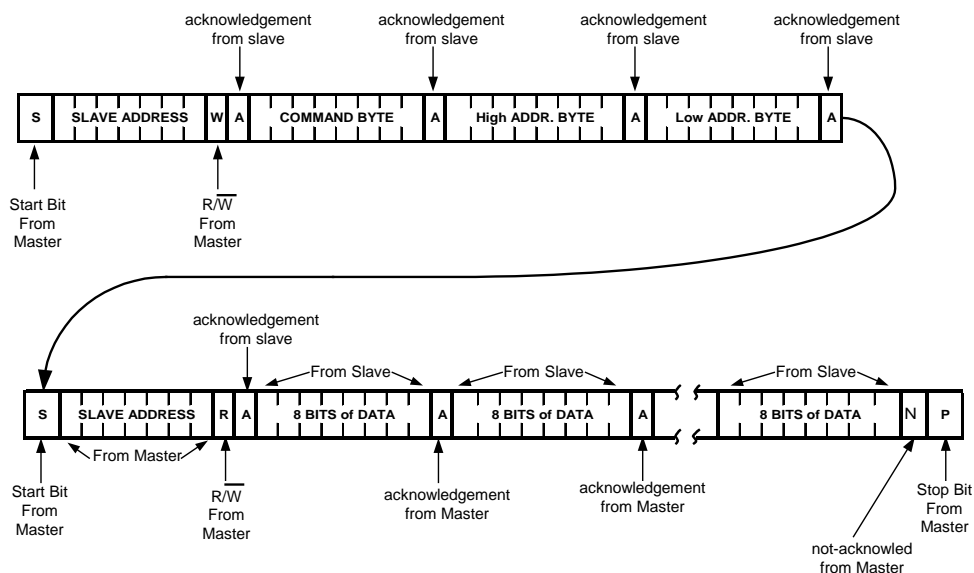 acknowledgement
from slave
acknowledgement
from slave
acknowledgement
from slave
acknowledgement
from slave
S SLAVE ADDRESS W A COMMAND BYTE A High ADDR. BYTE A Low ADDR. BYTE A
Start Bit
From
Master
R/W
From
Master
acknowledgement
from slave
From Slave
From Slave
From Slave
S SLAVE ADDRESS R A 8 BITS of DATA A 8 BITS of DATA A 8 BITS of DATA N P
From Master
Start Bit
From
Master
R/W
From
Master
acknowledgement
from Master
acknowledgement
from Master
Stop Bit
From
Master
not-acknowled
from Master